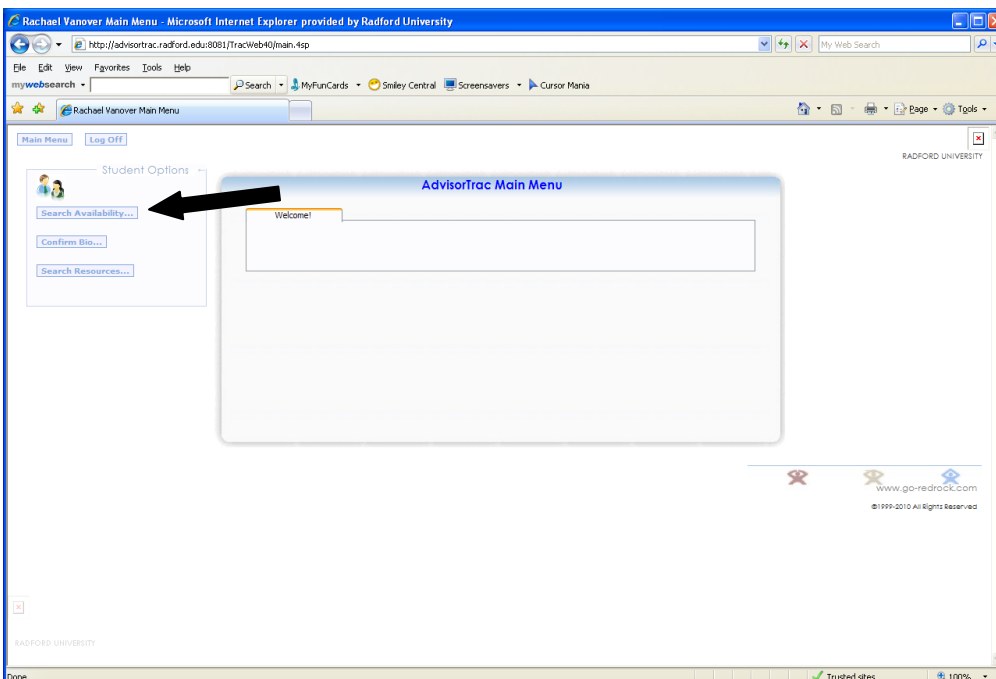 Rachael Vanover Main Menu - Microsoft Internet Explorer provided by Radford University
http://advisortrac.radford.edu:8081/TracWeb40/main.4sp
My Web Search
File Edit View Favorites Tools Help
mywebsearch
Search MyFunCards Smiley Central Screensavers Cursor Mania
Rachael Vanover Main Menu
Page Tools
Main Menu Log Off
RADFORD UNIVERSITY
Student Options
AdvisorTrac Main Menu
Search Availability...
Welcome!
Confirm Bio...
Search Resources...
www.go-redrock.com
©1999-2010 All Rights Reserved
RADFORD UNIVERSITY
Done Trusted sites 100%